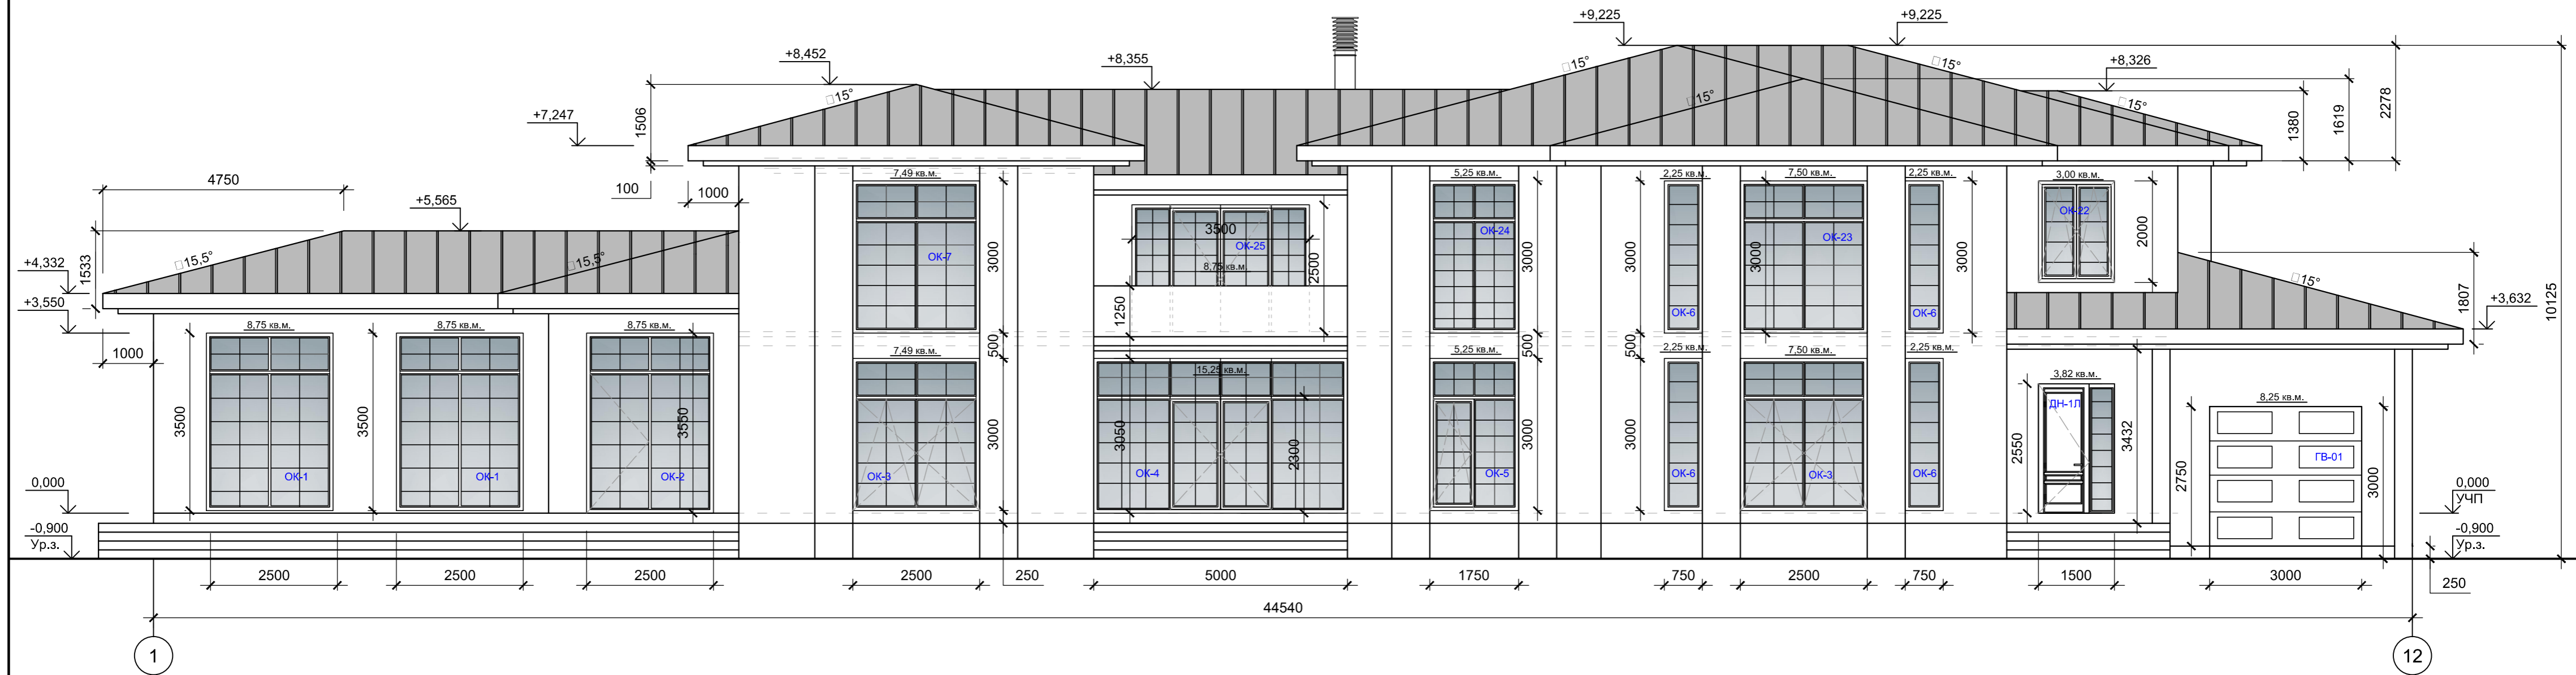 +9,225
+9,225
+8,452
+8,355
+8,326
15°
15°
15°
15°
15°
1506
+7,247
1380
1619
2278
10125
4750
100
1000
+5,565
7,49 кв.м.
5,25 кв.м.
2,25 кв.м.
7,50 кв.м.
2,25 кв.м.
3,00 кв.м.
ОК-22
2000
3500
ОК-25
8,75 кв.м.
2500
ОК-24
ОК-23
ОК-7
3000
3000
3000
3000
3000
+4,332
1533
15,5°
15,5°
+3,550
1250
ОК-6
ОК-6
15°
1807
+3,632
1000
8,75 кв.м.
8,75 кв.м.
8,75 кв.м.
7,49 кв.м.
500
15,25 кв.м.
5,25 кв.м.
500
500
2,25 кв.м.
7,50 кв.м.
2,25 кв.м.
3,82 кв.м.
8,25 кв.м.
3500
3500
3550
3000
3050
2300
3000
3000
2550
ДН-1Л
3432
2750
3000
ГВ-01
ОК-1
ОК-1
ОК-2
ОК-3
ОК-4
ОК-5
ОК-6
ОК-3
ОК-6
0,000
0,000
УЧП
-0,900
Ур.з.
-0,900
Ур.з.
2500
2500
2500
2500
250
5000
1750
750
2500
750
1500
3000
250
44540
1
12